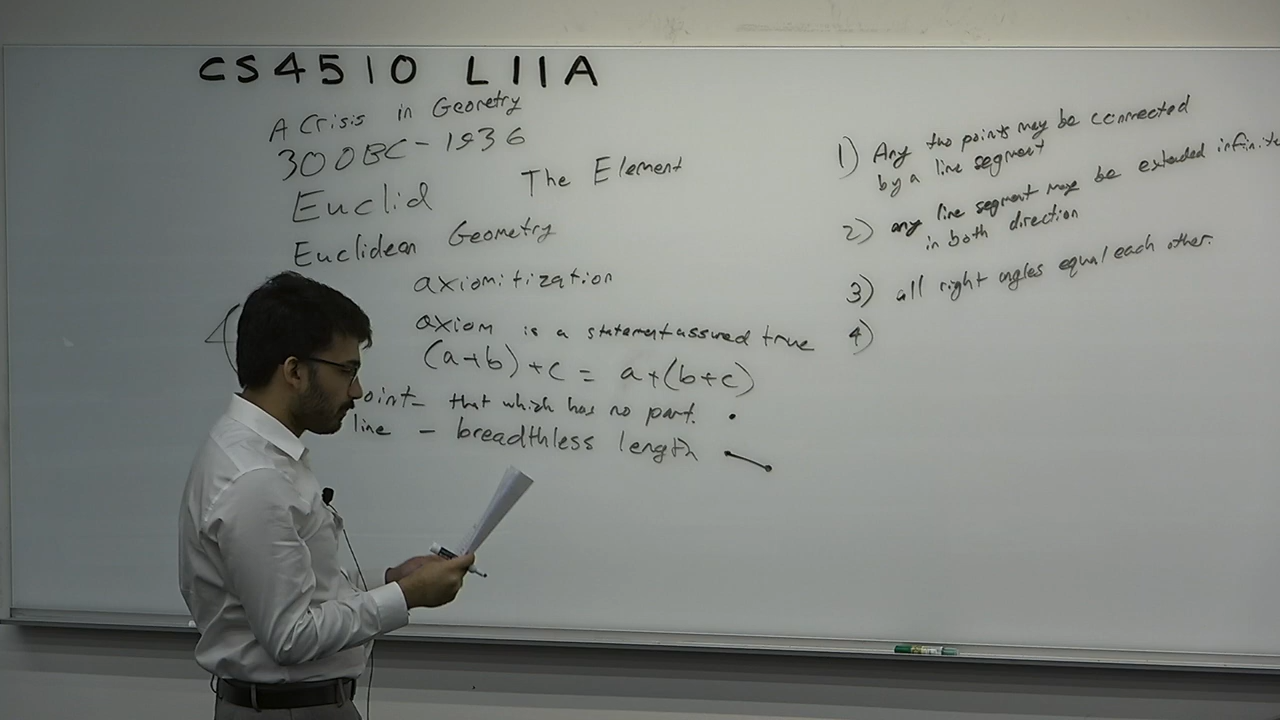 CS4510 L11A
A Crisis in Geometry
300BC - 1936
Euclid The Element
Euclidean Geometry
axiomitization
axiom is a statement assured true
(a+b)+c = a+(b+c)
oint - that which has no part. •
line - breadthless length
1) Any two points may be connected
by a line segment
2) any line segment may be extended infinite
in both direction
3) all right angles equal each other.
4)